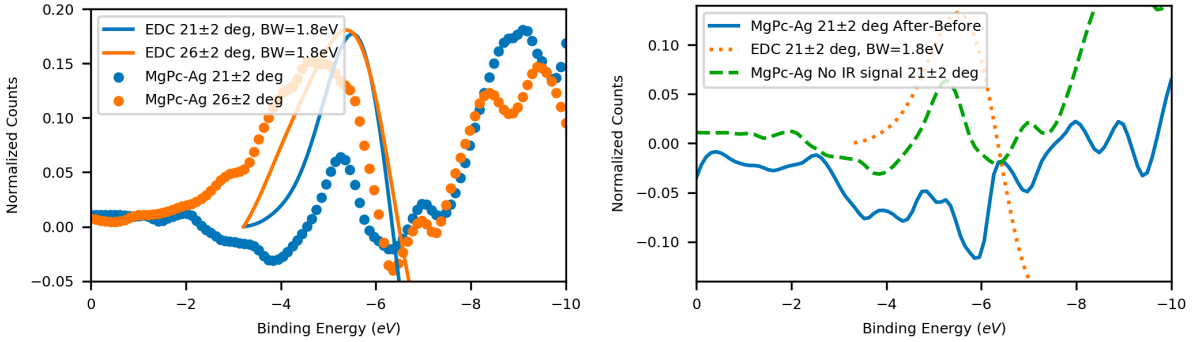 0.20
0.15
0.10
0.05
0.00
−0.05
Normalized Counts
EDC 21±2 deg, BW=1.8eV
EDC 26±2 deg, BW=1.8eV
MgPc-Ag 21±2 deg
MgPc-Ag 26±2 deg
0 −2 −4 −6 −8 −10
Binding Energy (eV)
0.10
0.05
0.00
−0.05
−0.10
Normalized Counts
MgPc-Ag 21±2 deg After-Before
EDC 21±2 deg, BW=1.8eV
MgPc-Ag No IR signal 21±2 deg
0 −2 −4 −6 −8 −10
Binding Energy (eV)